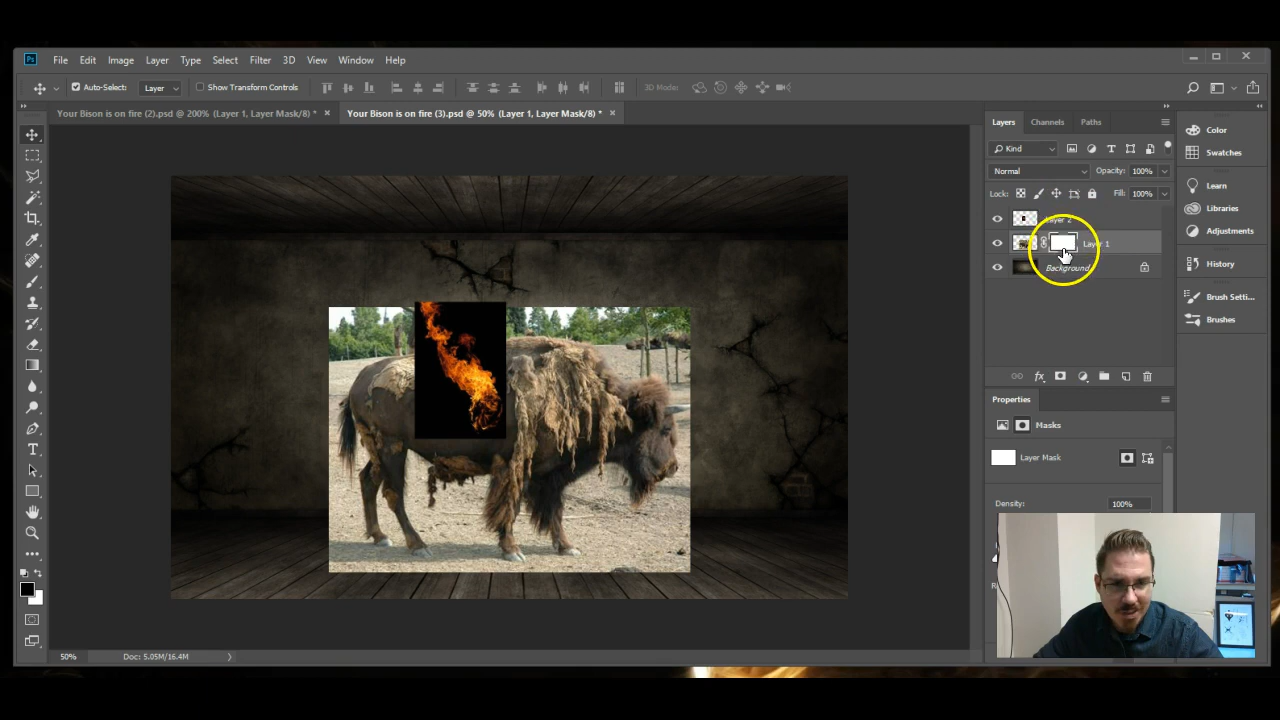 Ps File Edit Image Layer Type Select Filter 3D View Window Help
Auto-Select: Layer Show Transform Controls 3D Mode:
Your Bison is on fire (2).psd @ 200% (Layer 1, Layer Mask/8) * × Your Bison is on fire (3).psd @ 50% (Layer 1, Layer Mask/8) * ×
Layers Channels Paths
Kind
Normal Opacity: 100%
Lock: Fill: 100%
Layer 2
Layer 1
Background
Properties
Masks
Layer Mask
Density: 100%
Color
Swatches
Learn
Libraries
Adjustments
History
Brush Setti...
Brushes
50% Doc: 5.05M/16.4M